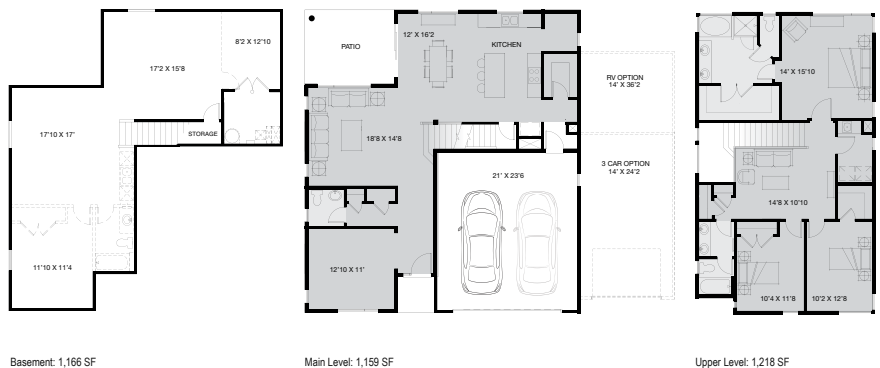 17'2 X 15'8
8'2 X 12'10
17'10 X 17'
STORAGE
11'10 X 11'4
Basement: 1,166 SF
PATIO
12' X 16'2
KITCHEN
18'8 X 14'8
21' X 23'6
12'10 X 11'
RV OPTION
14' X 36'2
3 CAR OPTION
14' X 24'2
Main Level: 1,159 SF
14' X 15'10
14'8 X 10'10
10'4 X 11'8
10'2 X 12'8
Upper Level: 1,218 SF